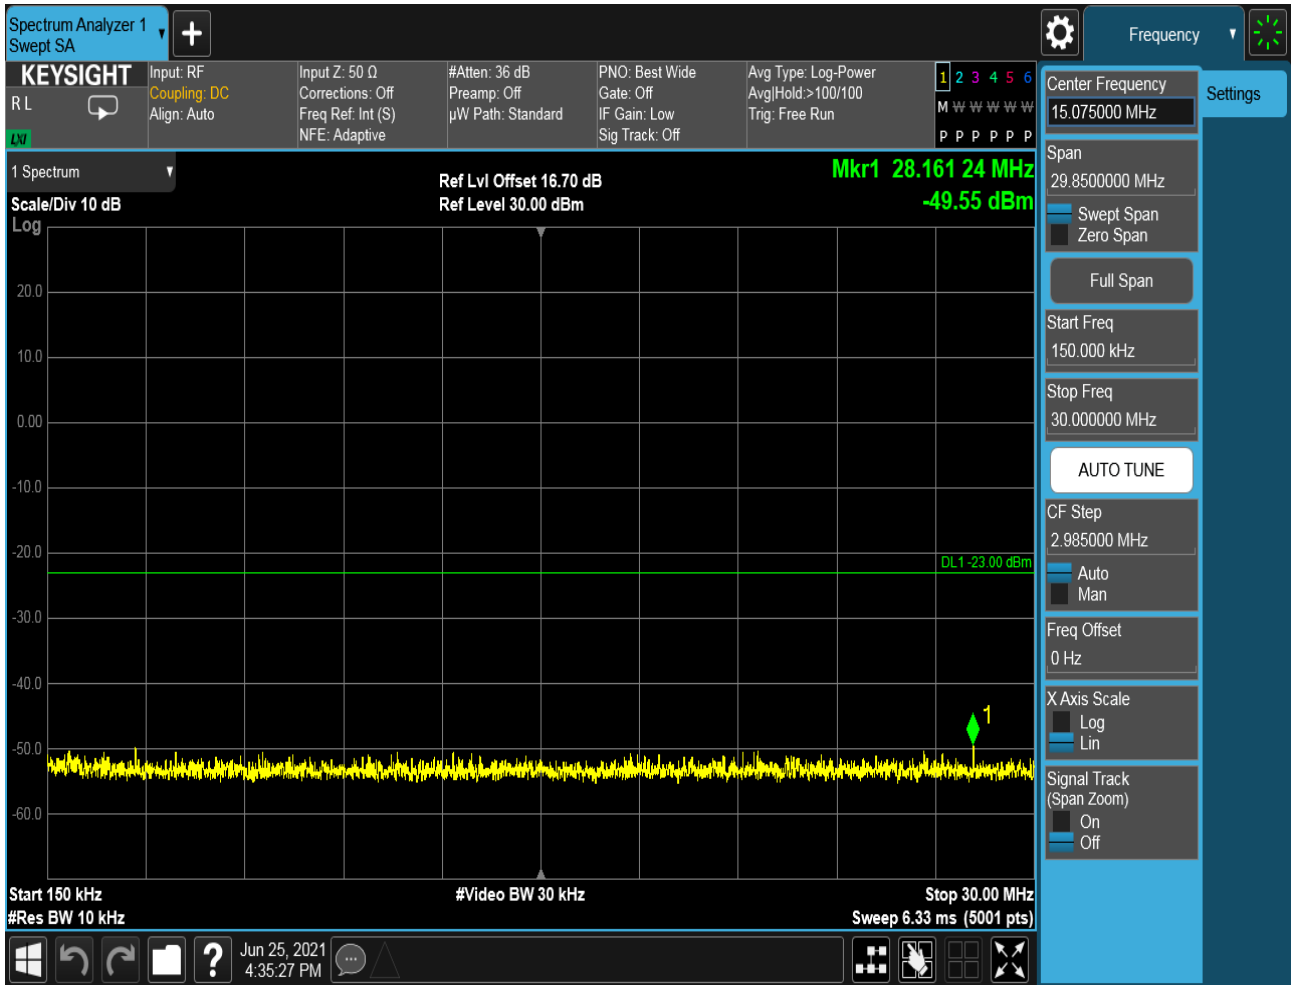 Spectrum Analyzer 1
Swept SA
+
Frequency
KEYSIGHT
R L
LXI
Input: RF
Coupling: DC
Align: Auto
Input Z: 50 Ω
Corrections: Off
Freq Ref: Int (S)
NFE: Adaptive
#Atten: 36 dB
Preamp: Off
µW Path: Standard
PNO: Best Wide
Gate: Off
IF Gain: Low
Sig Track: Off
Avg Type: Log-Power
Avg|Hold:>100/100
Trig: Free Run
1 2 3 4 5 6
M W W W W W
P P P P P P
1 Spectrum
Scale/Div 10 dB
Log
Ref Lvl Offset 16.70 dB
Ref Level 30.00 dBm
Mkr1 28.161 24 MHz
-49.55 dBm
20.0
10.0
0.00
-10.0
-20.0
DL1 -23.00 dBm
-30.0
-40.0
1
-50.0
-60.0
Start 150 kHz
#Res BW 10 kHz
#Video BW 30 kHz
Stop 30.00 MHz
Sweep 6.33 ms (5001 pts)
?
Jun 25, 2021
4:35:27 PM
Center Frequency
15.075000 MHz
Settings
Span
29.8500000 MHz
Swept Span
Zero Span
Full Span
Start Freq
150.000 kHz
Stop Freq
30.000000 MHz
AUTO TUNE
CF Step
2.985000 MHz
Auto
Man
Freq Offset
0 Hz
X Axis Scale
Log
Lin
Signal Track
(Span Zoom)
On
Off